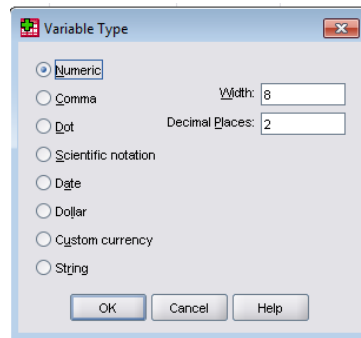 Variable Type
Numeric
Comma
Width: 8
Dot
Decimal Places: 2
Scientific notation
Date
Dollar
Custom currency
String
OK Cancel Help